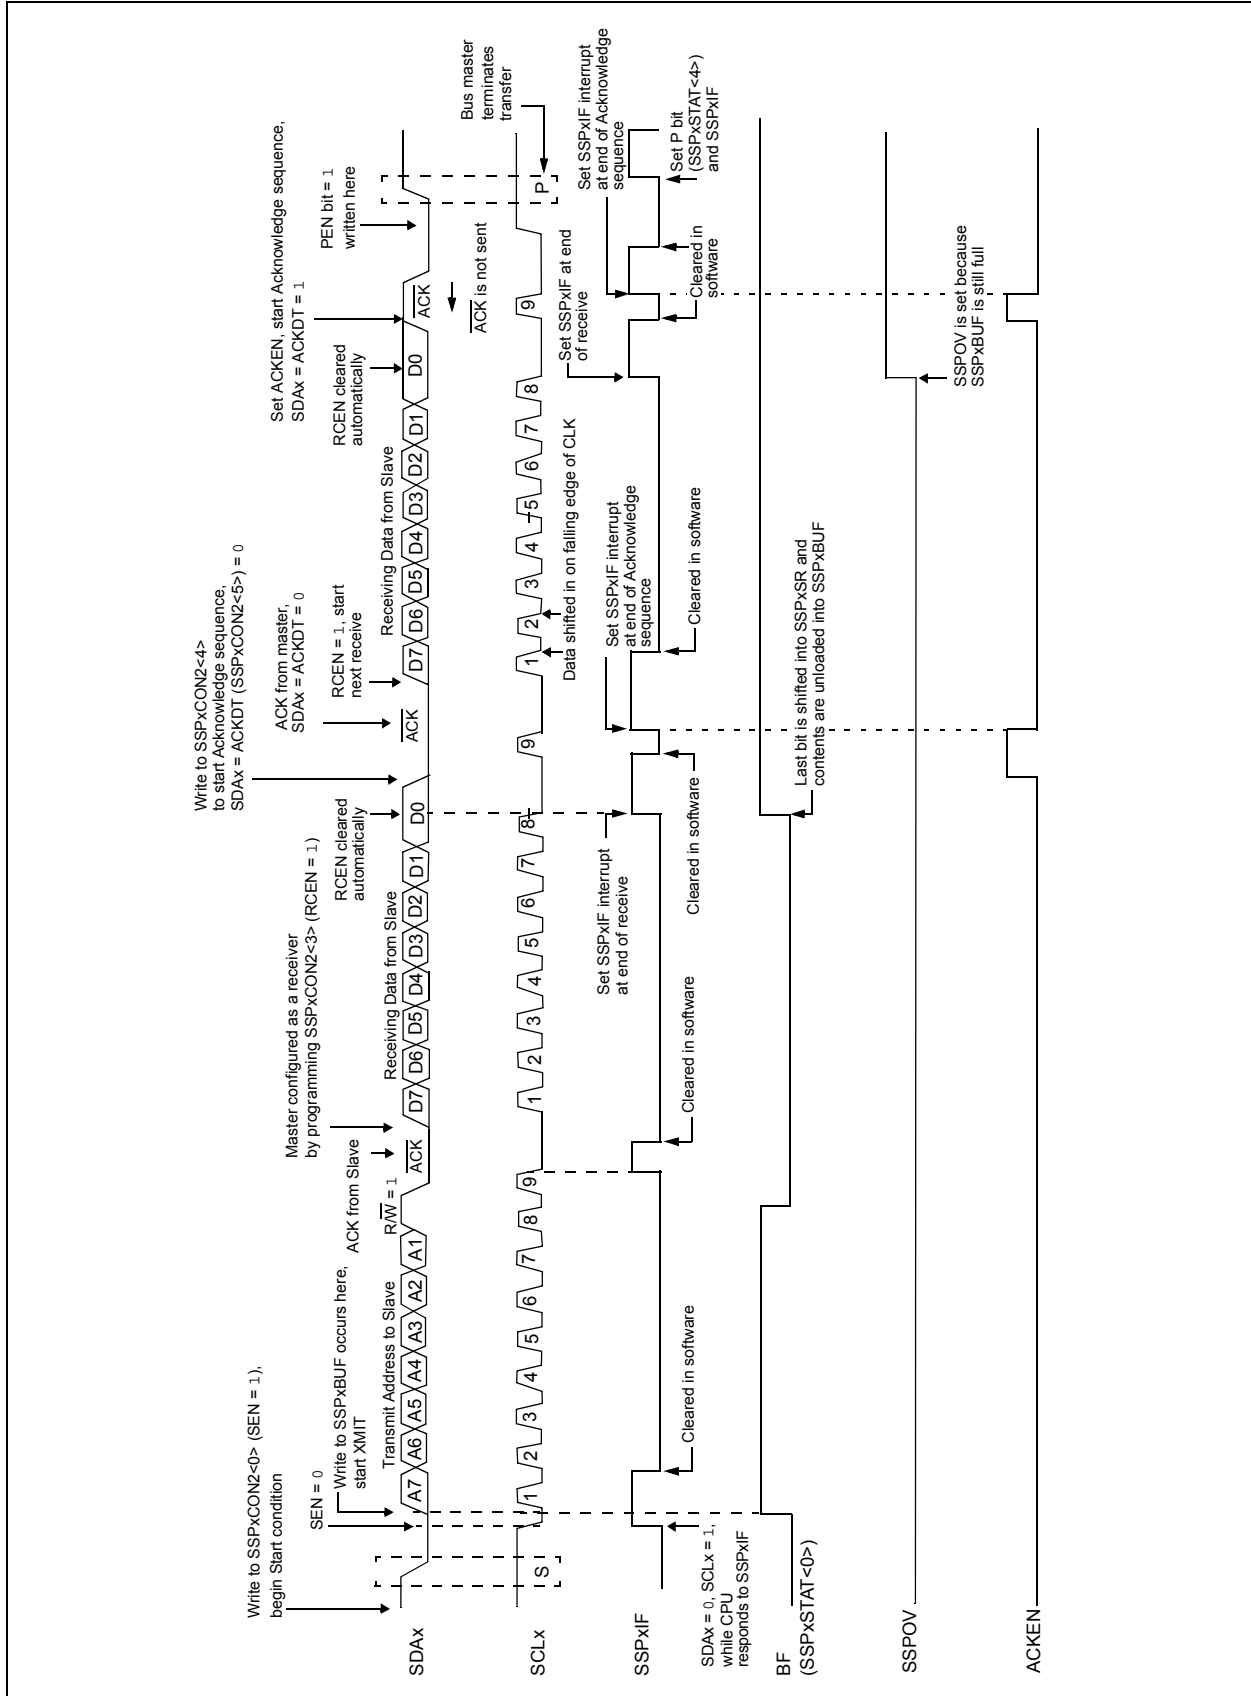 Write to SSPxCON2<0> (SEN = 1),
begin Start condition
SEN = 0
Write to SSPxBUF occurs here,
start XMIT
Transmit Address to Slave
R/W = 1
ACK from Slave
Master configured as a receiver
by programming SSPxCON2<3> (RCEN = 1)
Receiving Data from Slave
RCEN cleared
automatically
Write to SSPxCON2<4>
to start Acknowledge sequence,
SDAx = ACKDT (SSPxCON2<5>) = 0
ACK from master,
SDAx = ACKDT = 0
RCEN = 1, start
next receive
Receiving Data from Slave
RCEN cleared
automatically
Set ACKEN, start Acknowledge sequence,
SDAx = ACKDT = 1
PEN bit = 1
written here
SDAx
A7 A6 A5 A4 A3 A2 A1 ACK D7 D6 D5 D4 D3 D2 D1 D0 ACK D7 D6 D5 D4 D3 D2 D1 D0 ACK
ACK is not sent
Bus master
terminates
transfer
SCLx
S 1 2 3 4 5 6 7 8 9 1 2 3 4 5 6 7 8 9 1 2 3 4 5 6 7 8 9 P
Data shifted in on falling edge of CLK
Set SSPxIF interrupt
at end of receive
Set SSPxIF interrupt
at end of Acknowledge
sequence
Set SSPxIF at end
of receive
Set SSPxIF interrupt
at end of Acknowledge
sequence
SSPxIF
SDAx = 0, SCLx = 1,
while CPU
responds to SSPxIF
Cleared in software
Cleared in software
Cleared in software
Cleared in software
Cleared in
software
Set P bit
(SSPxSTAT<4>)
and SSPxIF
BF
(SSPxSTAT<0>)
Last bit is shifted into SSPxSR and
contents are unloaded into SSPxBUF
SSPOV
SSPOV is set because
SSPxBUF is still full
ACKEN